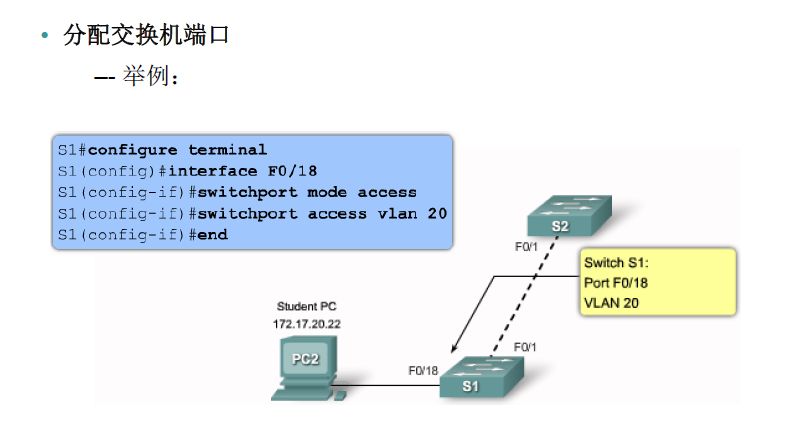 • 分配交换机端口
--- 举例：
S1#configure terminal
S1(config)#interface F0/18
S1(config-if)#switchport mode access
S1(config-if)#switchport access vlan 20
S1(config-if)#end
S2
F0/1
Switch S1:
Port F0/18
VLAN 20
Student PC
172.17.20.22
PC2
F0/18
F0/1
S1